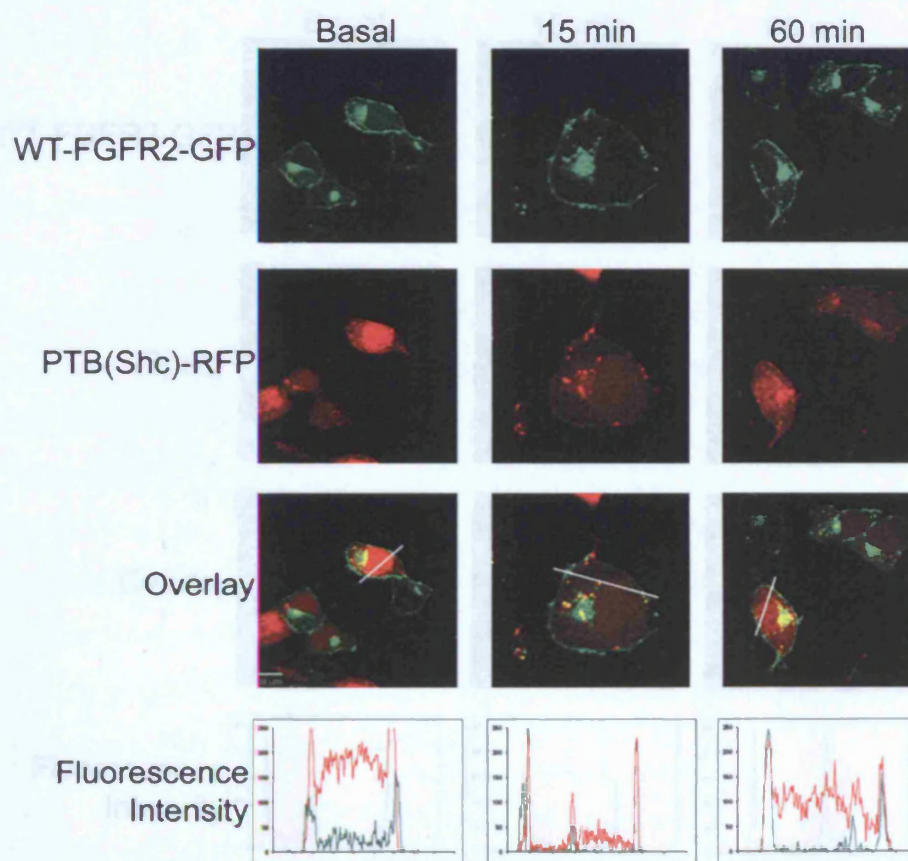 Basal 15 min 60 min
WT-FGFR2-GFP
PTB(Shc)-RFP
Overlay
Fluorescence
Intensity